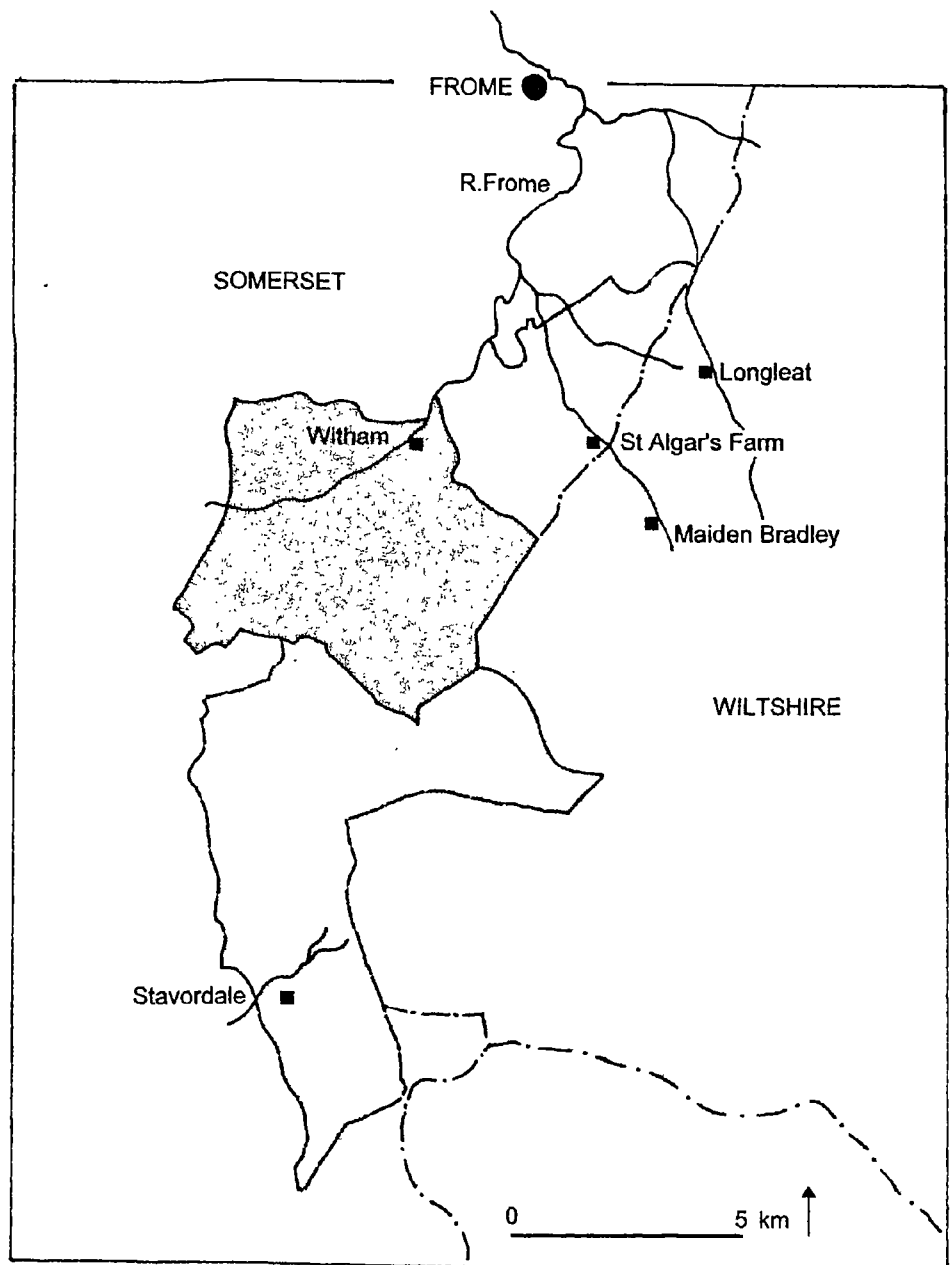 FROME
R.Frome
SOMERSET
Longleat
Witham
St Algar's Farm
Maiden Bradley
WILTSHIRE
Stavordale
0 5 km